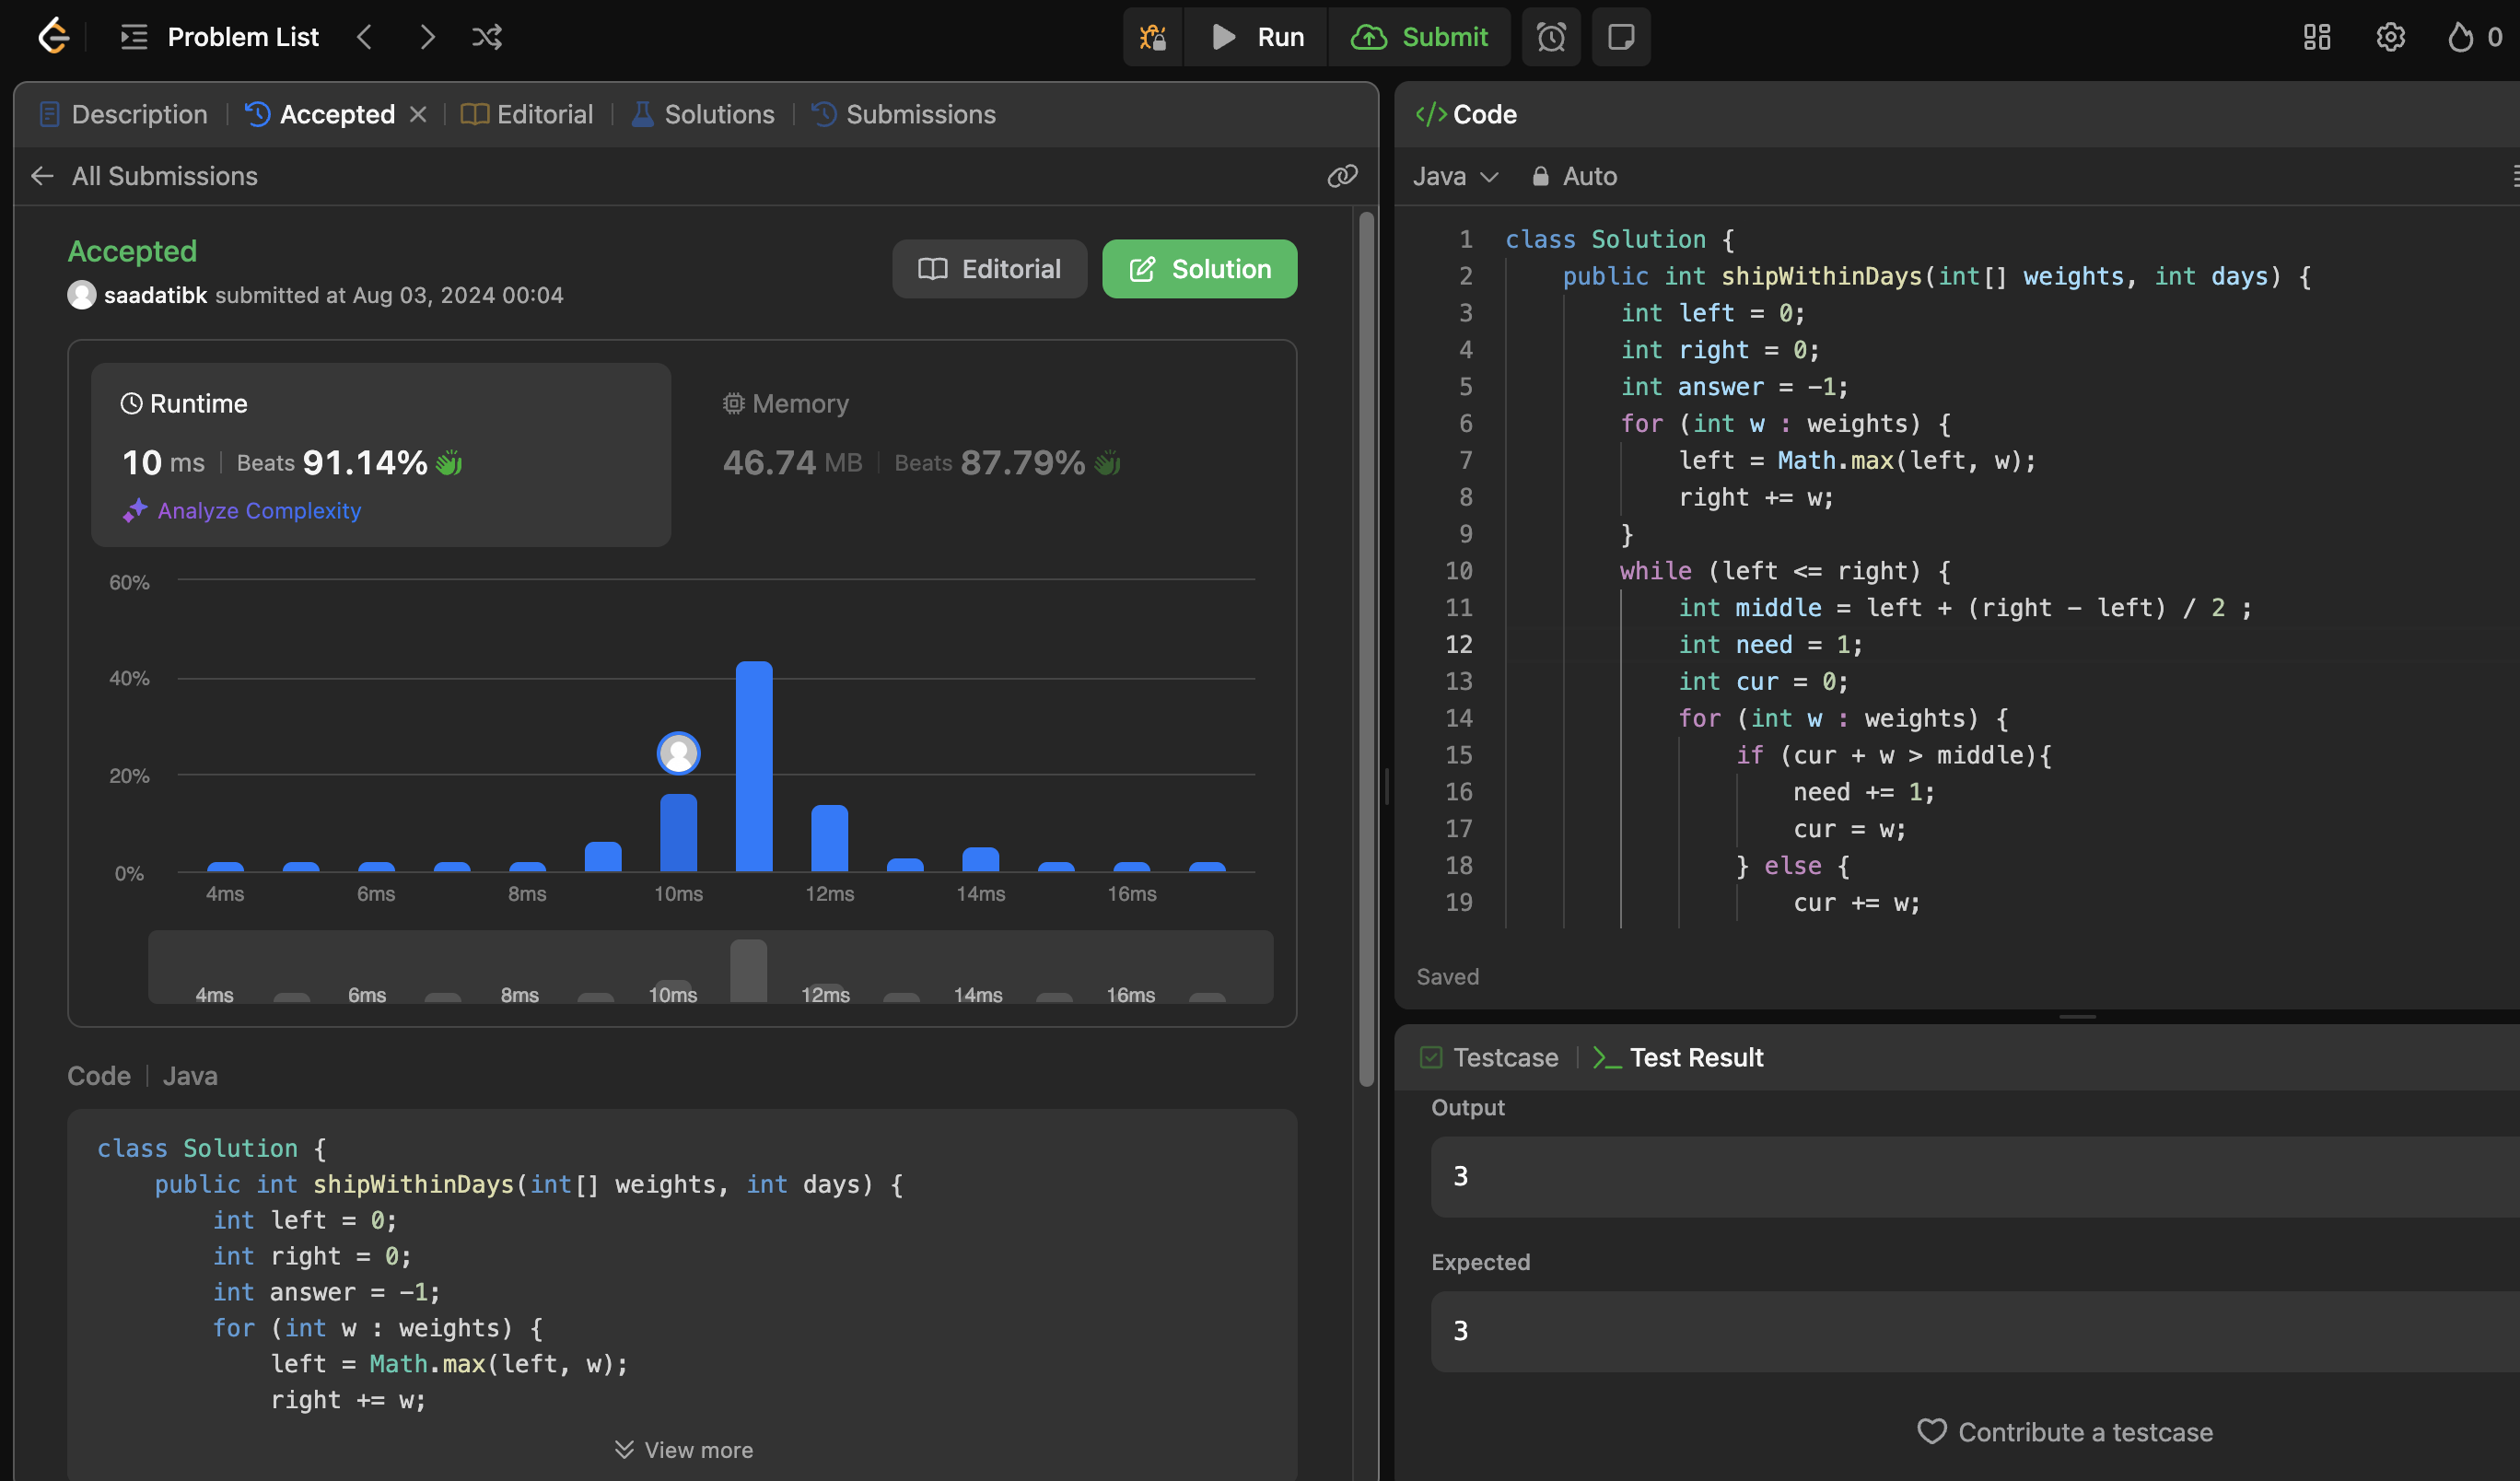 Problem List
Run
Submit
0
Description
Accepted
Editorial
Solutions
Submissions
All Submissions
Accepted
saadatibk submitted at Aug 03, 2024 00:04
Editorial
Solution
Runtime
10 ms | Beats 91.14%
Analyze Complexity
Memory
46.74 MB | Beats 87.79%
60%
40%
20%
0%
4ms 6ms 8ms 10ms 12ms 14ms 16ms
4ms 6ms 8ms 10ms 12ms 14ms 16ms
Code | Java
class Solution {
    public int shipWithinDays(int[] weights, int days) {
        int left = 0;
        int right = 0;
        int answer = -1;
        for (int w : weights) {
            left = Math.max(left, w);
            right += w;
View more
</> Code
Java
Auto
1 class Solution {
2     public int shipWithinDays(int[] weights, int days) {
3         int left = 0;
4         int right = 0;
5         int answer = -1;
6         for (int w : weights) {
7             left = Math.max(left, w);
8             right += w;
9         }
10         while (left <= right) {
11             int middle = left + (right - left) / 2 ;
12             int need = 1;
13             int cur = 0;
14             for (int w : weights) {
15                 if (cur + w > middle){
16                     need += 1;
17                     cur = w;
18                 } else {
19                     cur += w;
Saved
Testcase
>_ Test Result
Output
3
Expected
3
Contribute a testcase